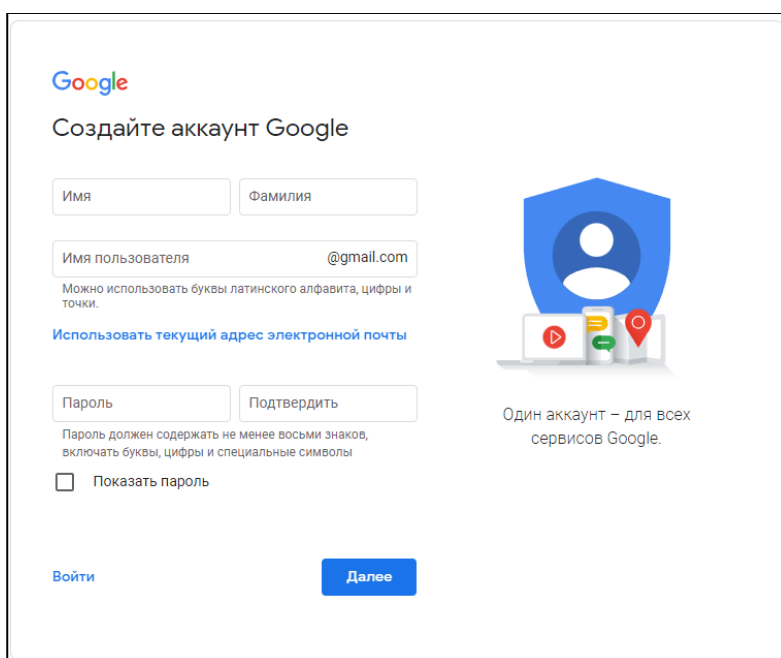 Google
Создайте аккаунт Google
Имя
Фамилия
Имя пользователя
@gmail.com
Можно использовать буквы латинского алфавита, цифры и
точки.
Использовать текущий адрес электронной почты
Пароль
Подтвердить
Пароль должен содержать не менее восьми знаков,
включать буквы, цифры и специальные символы
Показать пароль
Войти
Далее
Один аккаунт – для всех
сервисов Google.